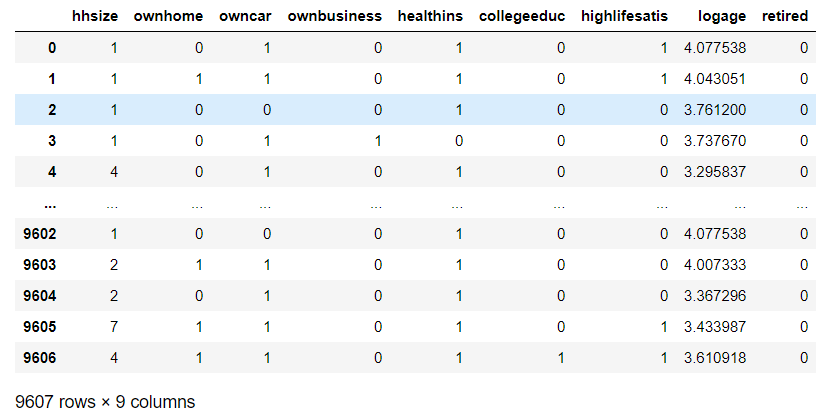 hhsize ownhome owncar ownbusiness healthins collegeeduc highlifesatis logage retired
0 1 0 1 0 1 0 1 4.077538 0
1 1 1 1 0 1 0 1 4.043051 0
2 1 0 0 0 1 0 0 3.761200 0
3 1 0 1 1 0 0 0 3.737670 0
4 4 0 1 0 1 0 0 3.295837 0
... ... ... ... ... ... ... ... ... ...
9602 1 0 0 0 1 0 0 4.077538 0
9603 2 1 1 0 1 0 0 4.007333 0
9604 2 0 1 0 1 0 0 3.367296 0
9605 7 1 1 0 1 0 1 3.433987 0
9606 4 1 1 0 1 1 1 3.610918 0
9607 rows × 9 columns